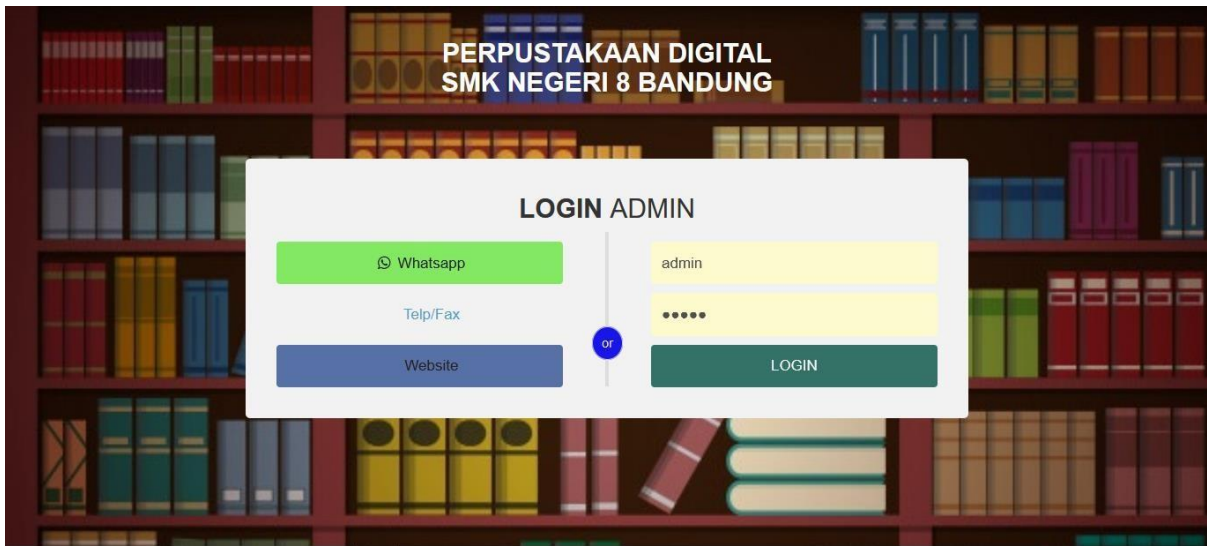 PERPUSTAKAAN DIGITAL
SMK NEGERI 8 BANDUNG
LOGIN ADMIN
Whatsapp
Telp/Fax
Website
or
admin
•••••
LOGIN